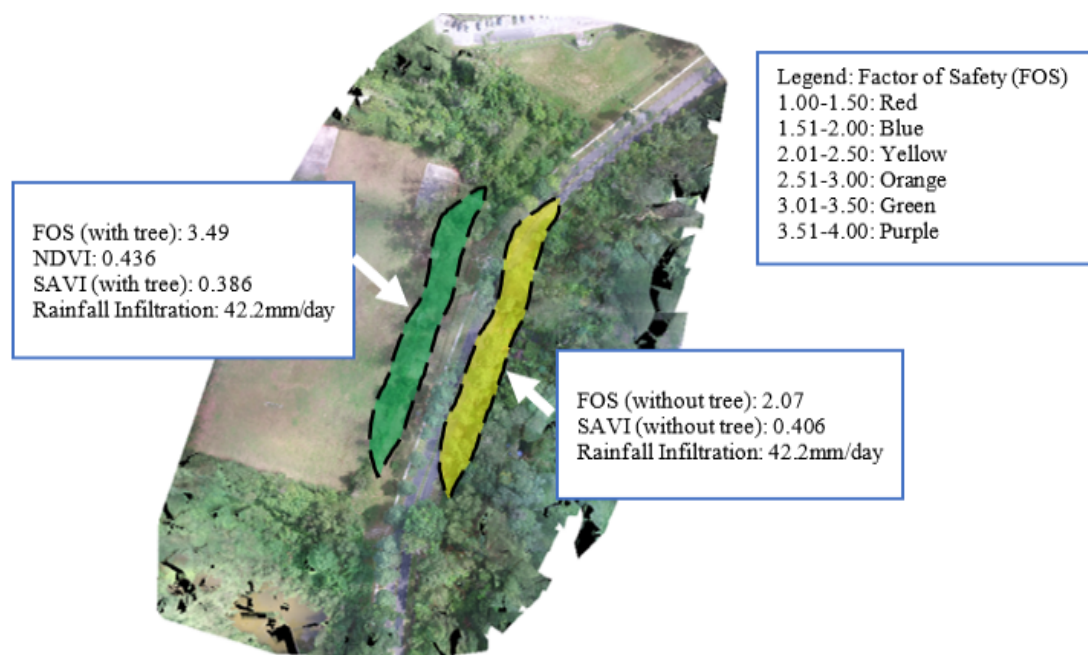 Legend: Factor of Safety (FOS)
1.00-1.50: Red
1.51-2.00: Blue
2.01-2.50: Yellow
2.51-3.00: Orange
3.01-3.50: Green
3.51-4.00: Purple
FOS (with tree): 3.49
NDVI: 0.436
SAVI (with tree): 0.386
Rainfall Infiltration: 42.2mm/day
FOS (without tree): 2.07
SAVI (without tree): 0.406
Rainfall Infiltration: 42.2mm/day